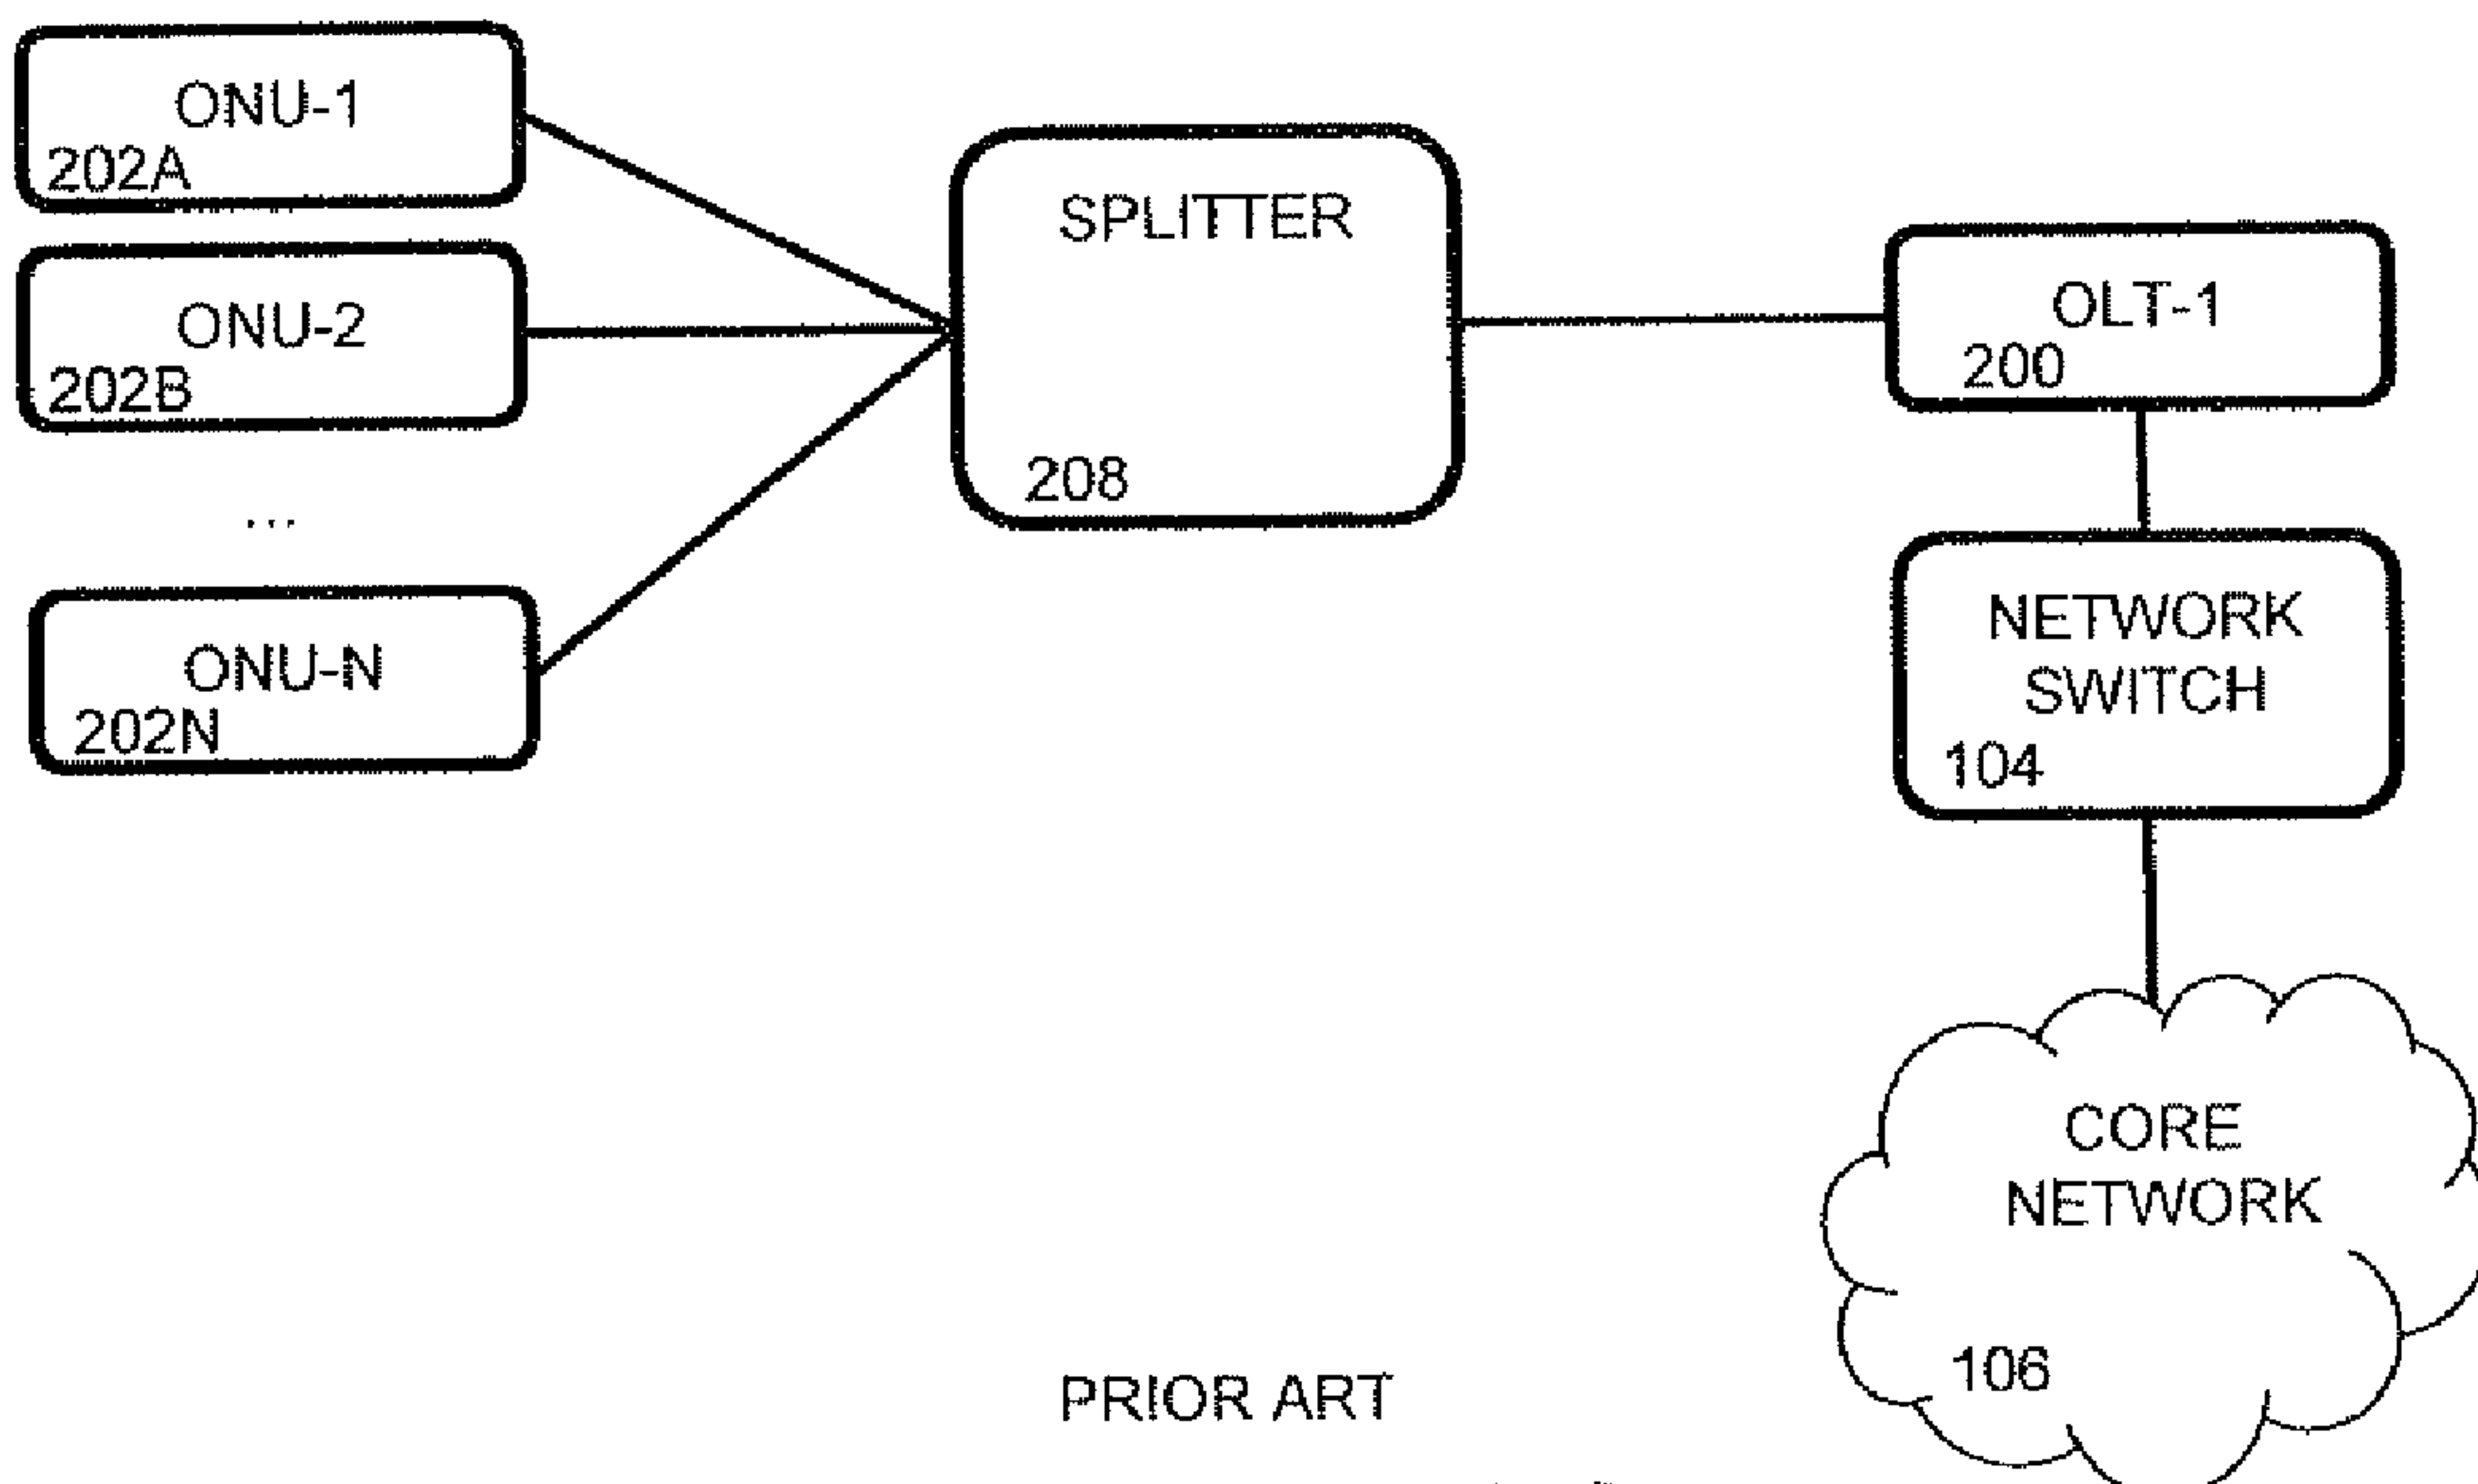 ONU-1
202A
ONU-2
202B
...
ONU-N
202N
SPLITTER
208
OLT-1
200
NETWORK
SWITCH
104
CORE
NETWORK
106
PRIOR ART